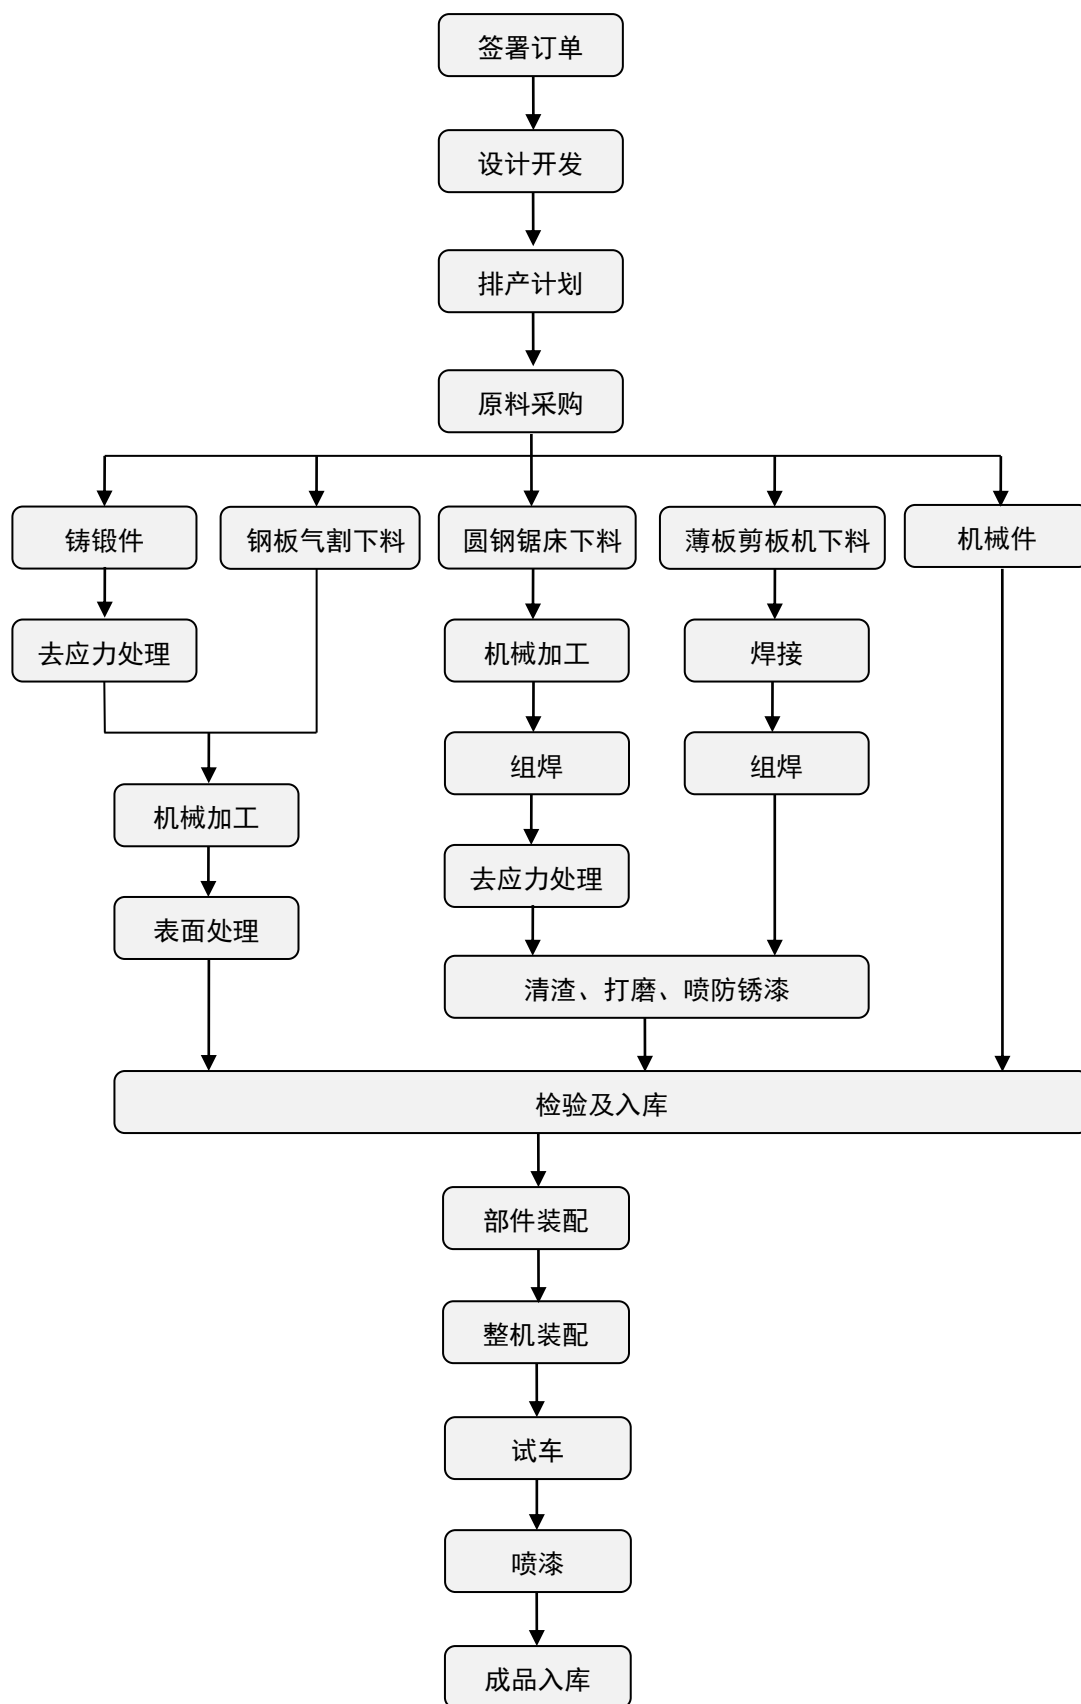 签署订单
设计开发
排产计划
原料采购
铸锻件
钢板气割下料
圆钢锯床下料
薄板剪板机下料
机械件
去应力处理
机械加工
焊接
组焊
组焊
机械加工
去应力处理
表面处理
清渣、打磨、喷防锈漆
检验及入库
部件装配
整机装配
试车
喷漆
成品入库